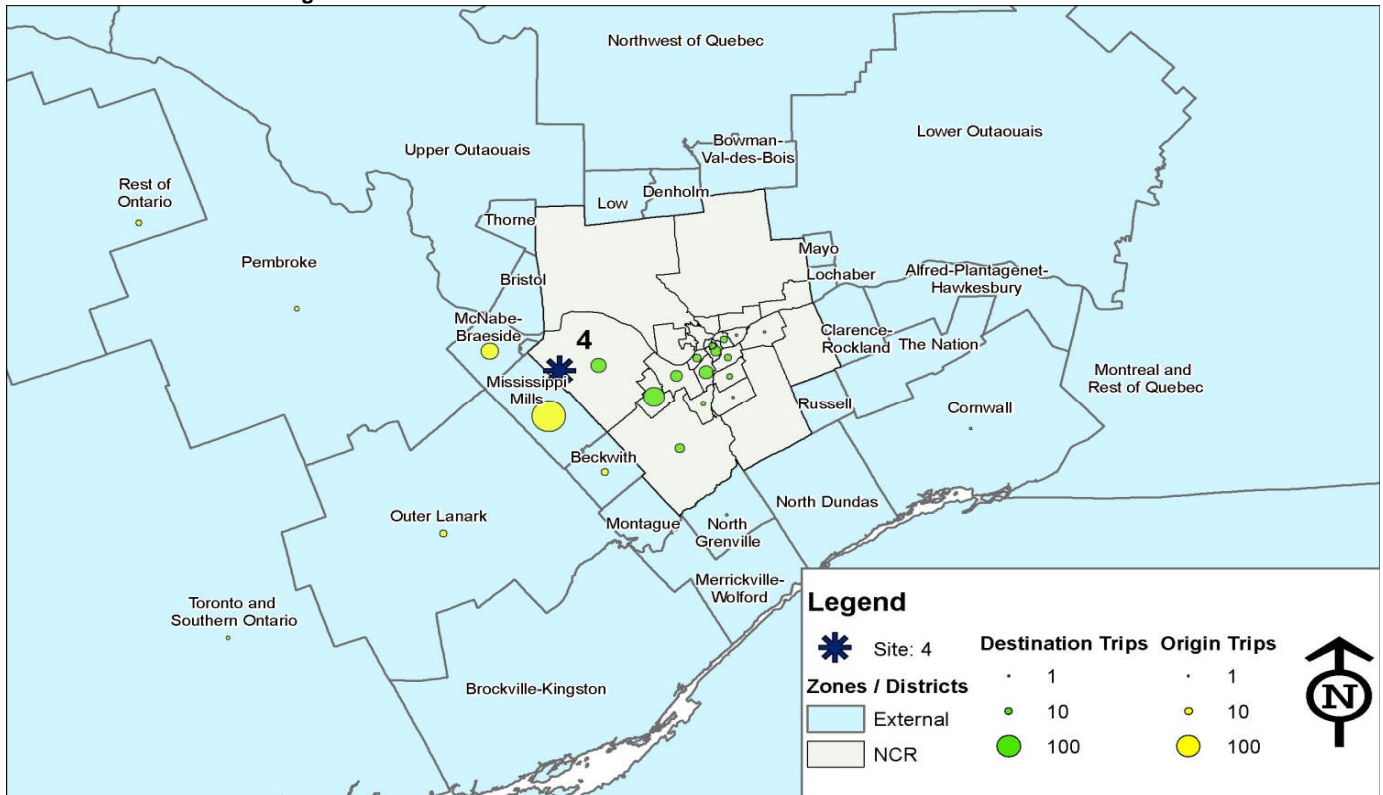 Northwest of Quebec
Lower Outaouais
Bowman-
Val-des-Bois
Upper Outaouais
Rest of
Ontario
Denholm
Low
Thorne
Mayo
Pembroke
Lochaber
Alfred-Plantagenet-
Hawkesbury
Bristol
McNabe-
Braeside
4
Clarence-
Rockland
The Nation
Montreal and
Rest of Quebec
Mississippi
Mills
Russell
Cornwall
Beckwith
North Dundas
Outer Lanark
Montague
North
Grenville
Merrickville-
Wolford
Toronto and
Southern Ontario
Brockville-Kingston
Legend
Site: 4
Zones / Districts
External
NCR
Destination Trips
1
10
100
Origin Trips
1
10
100
N